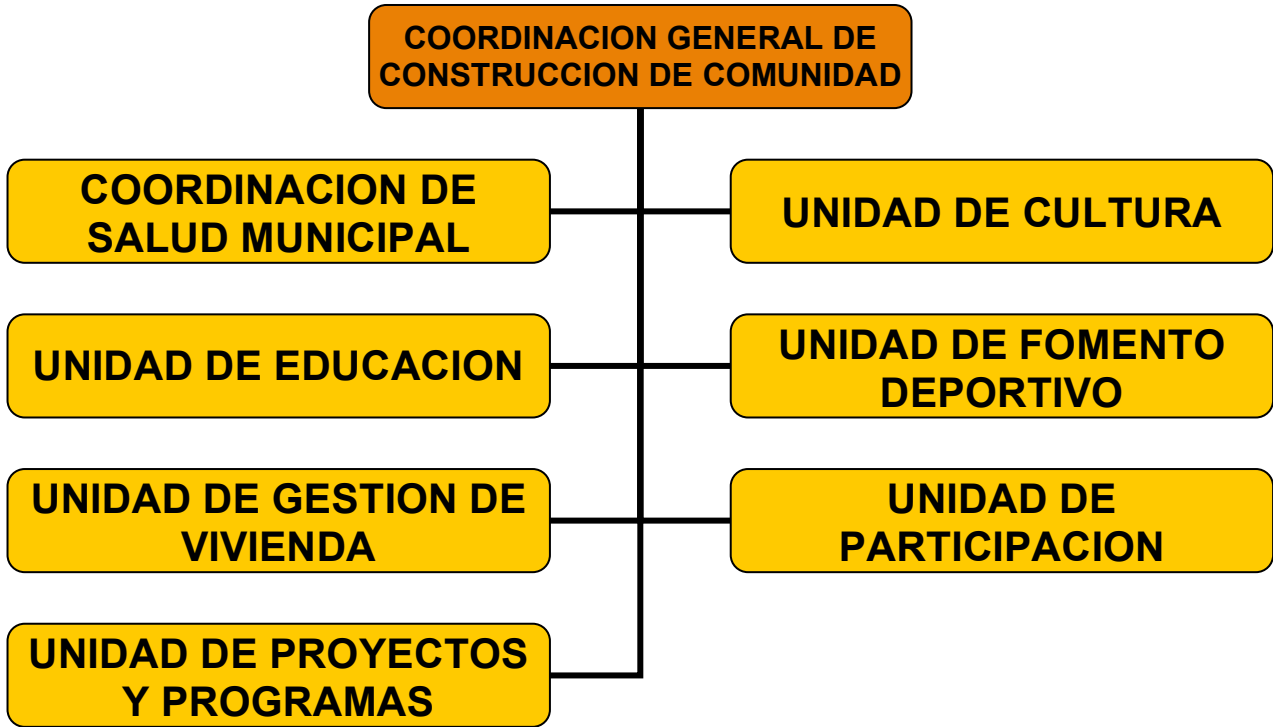 COORDINACION GENERAL DE
CONSTRUCCION DE COMUNIDAD
COORDINACION DE
SALUD MUNICIPAL
UNIDAD DE CULTURA
UNIDAD DE EDUCACION
UNIDAD DE FOMENTO
DEPORTIVO
UNIDAD DE GESTION DE
VIVIENDA
UNIDAD DE
PARTICIPACION
UNIDAD DE PROYECTOS
Y PROGRAMAS